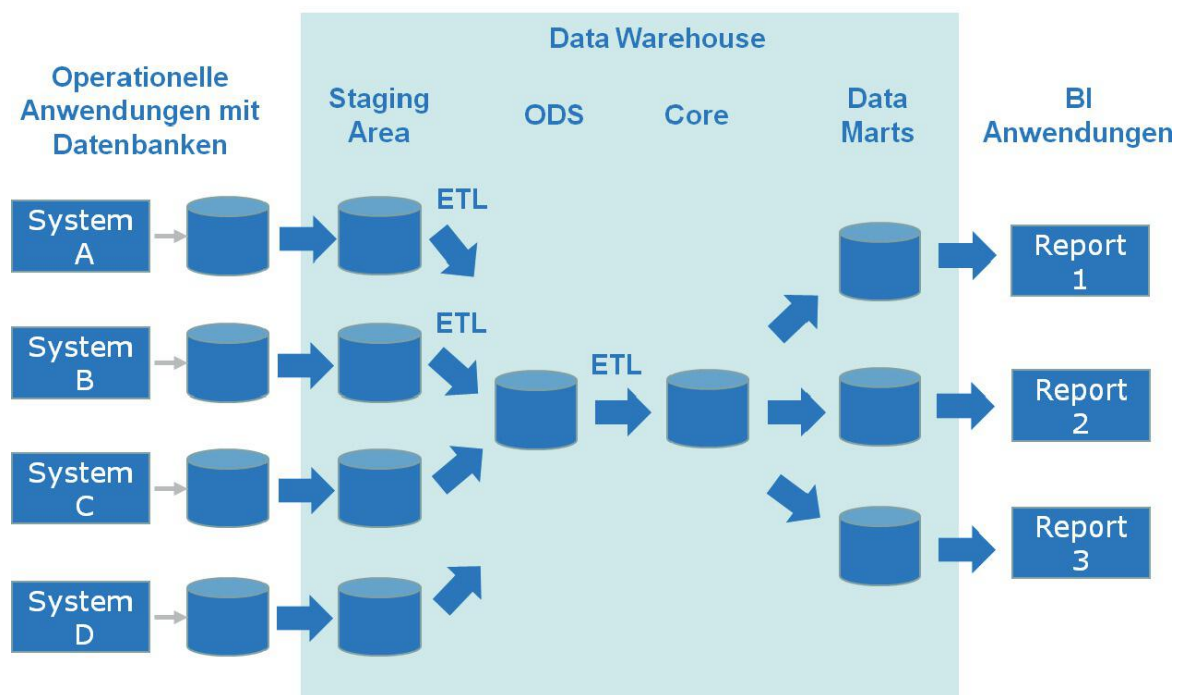 Data Warehouse
Operationelle
Anwendungen mit
Datenbanken
Staging
Area
ODS
Core
Data
Marts
BI
Anwendungen
System
A
ETL
System
B
ETL
System
C
System
D
ETL
Report
1
Report
2
Report
3